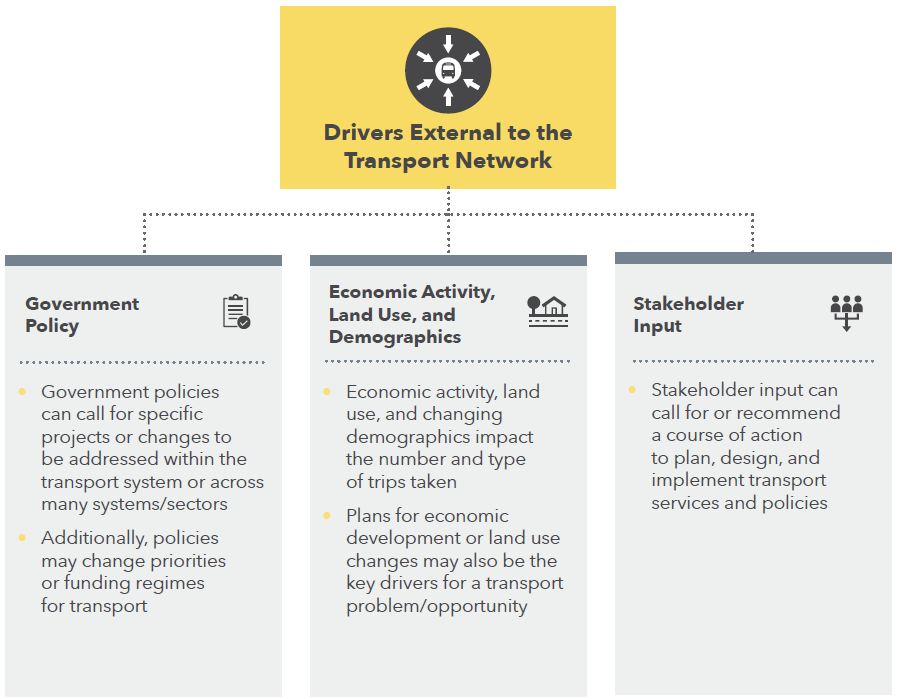 Drivers External to the
Transport Network
Government
Policy
Government policies
can call for specific
projects or changes to
be addressed within the
transport system or across
many systems/sectors
Additionally, policies
may change priorities
or funding regimes
for transport
Economic Activity,
Land Use, and
Demographics
Economic activity, land
use, and changing
demographics impact
the number and type
of trips taken
Plans for economic
development or land use
changes may also be the
key drivers for a transport
problem/opportunity
Stakeholder
Input
Stakeholder input can
call for or recommend
a course of action
to plan, design, and
implement transport
services and policies